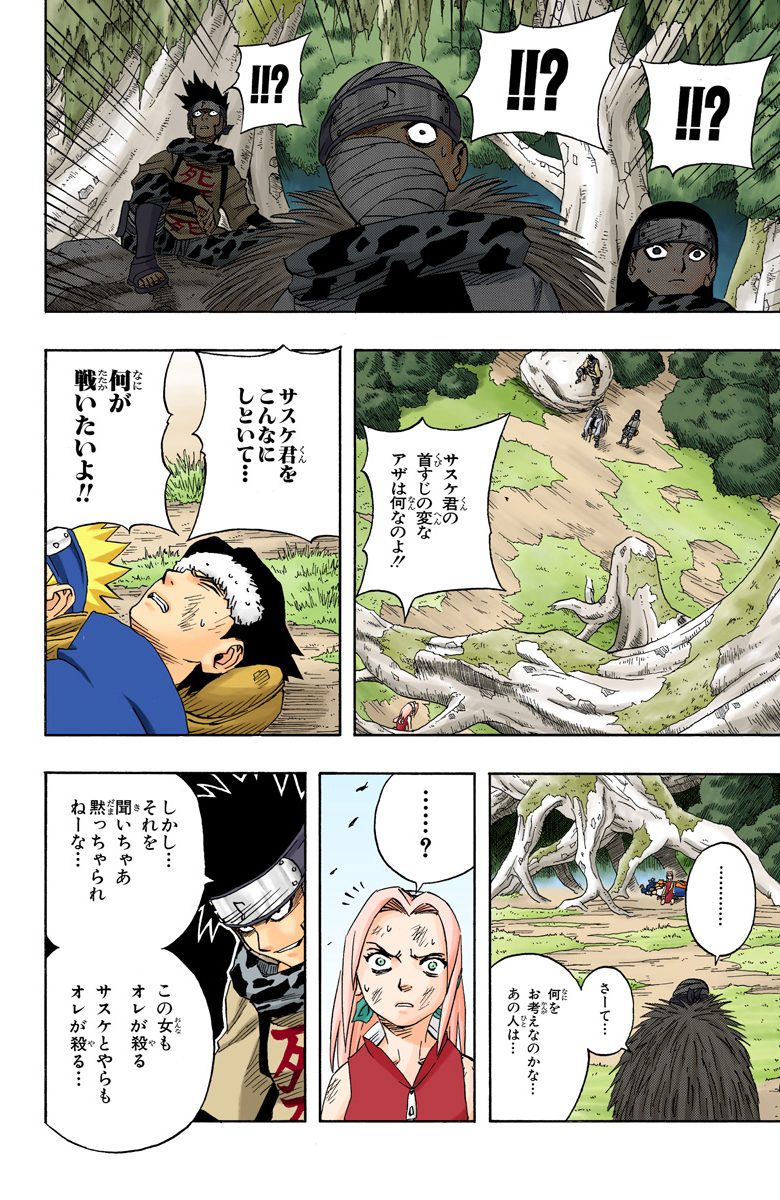 !!?
!!?
!!?
死
サスケ君の
首すじの変な
アザは何なのよ!!
サスケ君を
こんなに
しといて…
何が
戦いたいよ!!
………
さーて…
何を
お考えなのかな…
あの人は…
……?
しかし…
それを
聞いちゃあ
黙っちゃられ
ねーな…
この女も
オレが殺る
サスケとやらも
オレが殺る…
死